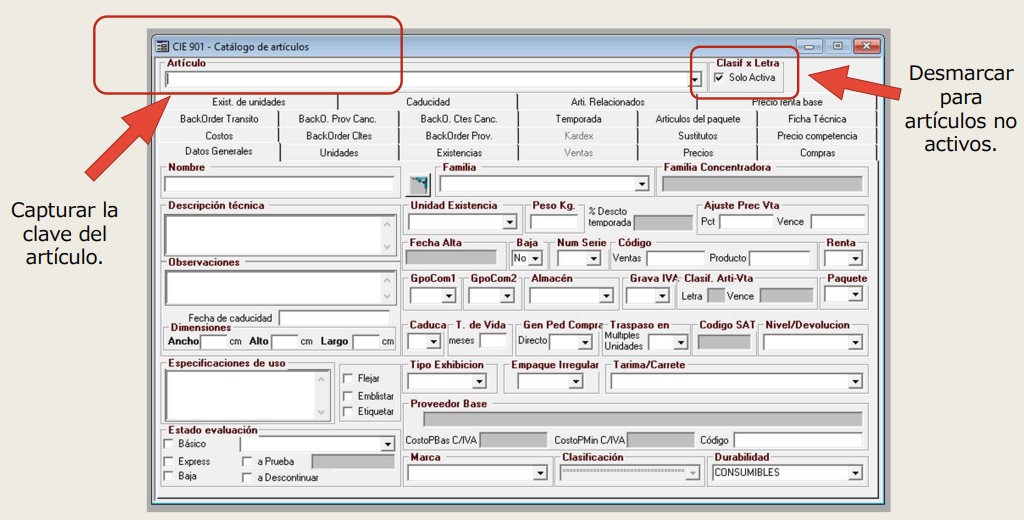 CIE 901 - Catálogo de artículos
Artículo
Clasif x Letra
Solo Activa
Exist. de unidades Caducidad Arti. Relacionados Precio renta base
BackOrder Transito BackO. Prov Canc. BackO. Ctes Canc. Temporada Articulos del paquete Ficha Técnica
Costos BackOrder Cltes BackOrder Prov. Kardex Sustitutos Precio competencia
Datos Generales Unidades Existencias Ventas Precios Compras
Nombre Familia Familia Concentradora
Descripción técnica Unidad Existencia Peso Kg. % Descto temporada Ajuste Prec Vta
Pct Vence
Fecha Alta Baja Num Serie Código Renta
No Ventas Producto
Observaciones GpoCom1 GpoCom2 Almacén Grava IVA Clasif. Arti-Vta Paquete
Letra Vence
Fecha de caducidad
Dimensiones Caduca T. de Vida Gen Ped Compra Traspaso en Codigo SAT Nivel/Devolucion
Ancho cm Alto cm Largo cm meses Directo Multiples Unidades
Especificaciones de uso Tipo Exhibicion Empaque Irregular Tarima/Carrete
Flejar
Emblistar
Etiquetar
Proveedor Base
Estado evaluación CostoPBas C/IVA CostoPMin C/IVA Código
Básico
Express a Prueba Marca Clasificación Durabilidad
Baja a Descontinuar CONSUMIBLES
Capturar la
clave del
artículo.
Desmarcar
para
artículos no
activos.